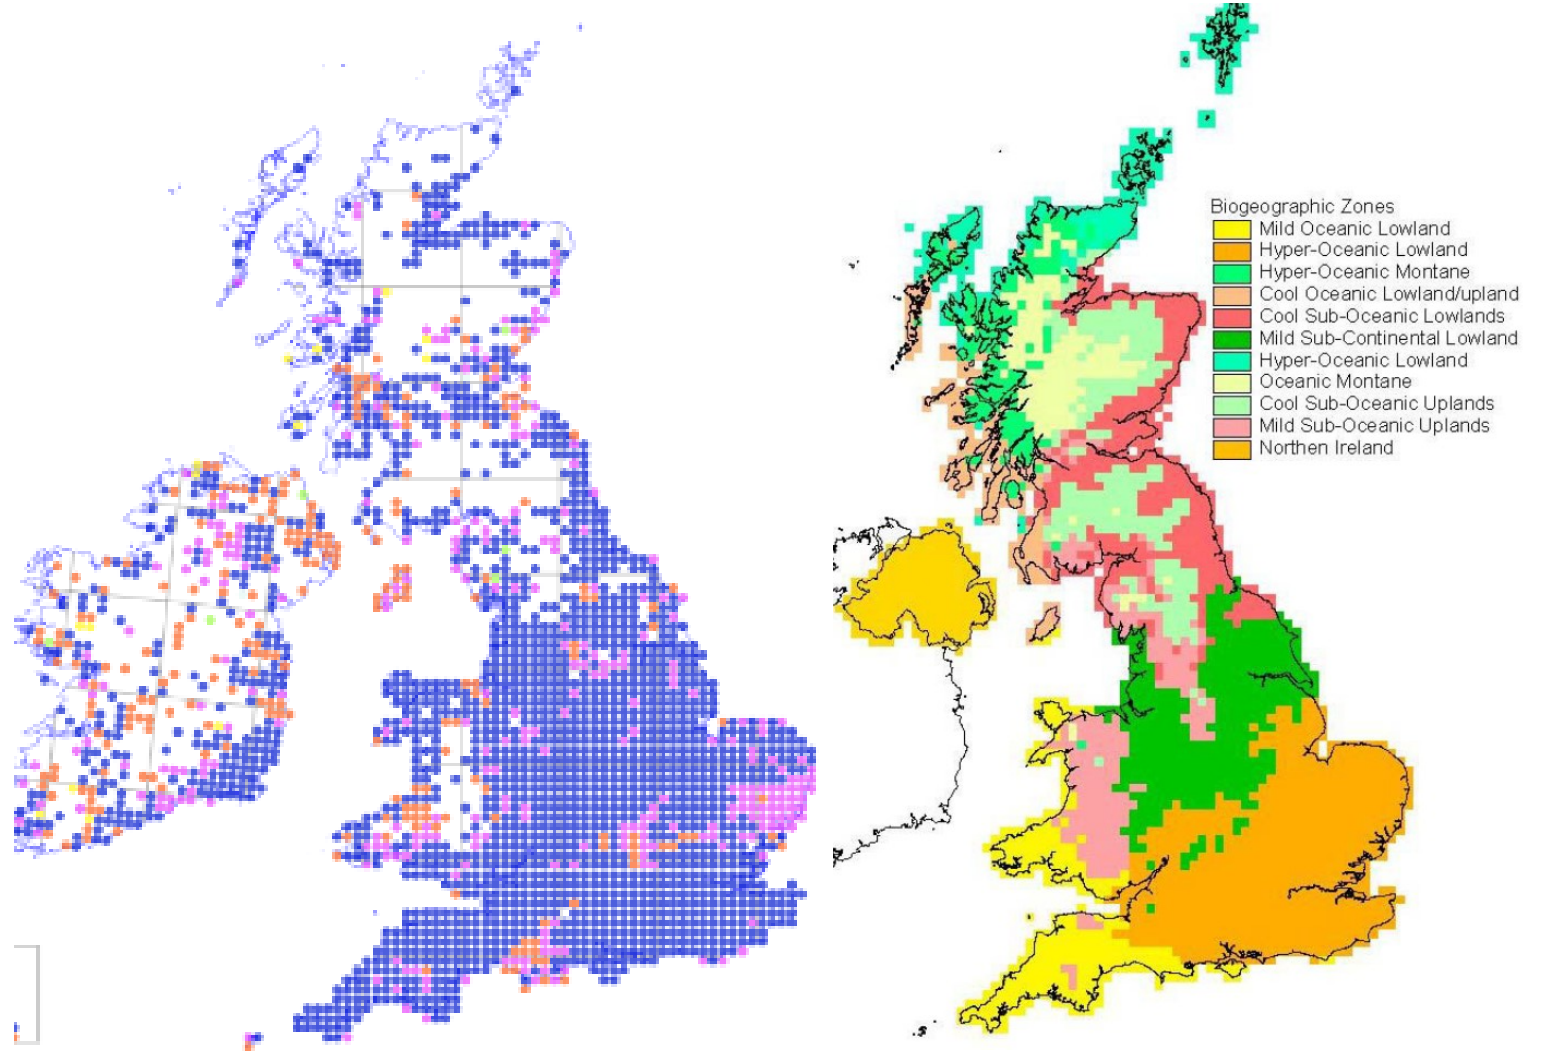 Biogeographic Zones
Mild Oceanic Lowland
Hyper-Oceanic Lowland
Hyper-Oceanic Montane
Cool Oceanic Lowland/upland
Cool Sub-Oceanic Lowlands
Mild Sub-Continental Lowland
Hyper-Oceanic Lowland
Oceanic Montane
Cool Sub-Oceanic Uplands
Mild Sub-Oceanic Uplands
Northen Ireland